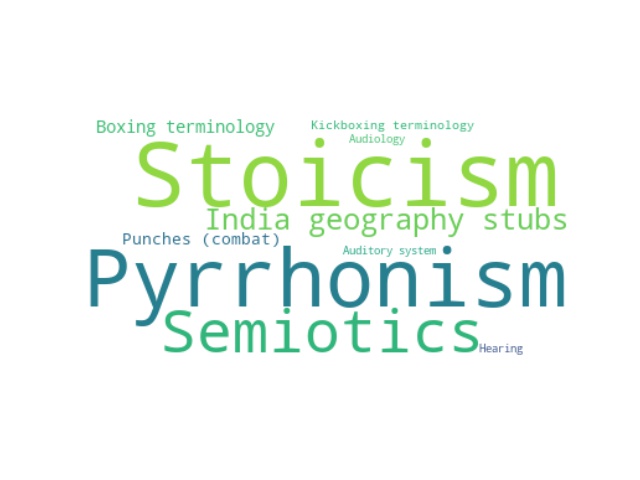 Boxing terminology
Kickboxing terminology
Audiology
Stoicism
India geography stubs
Punches (combat)
Auditory system
Pyrrhonism
Semiotics
Hearing